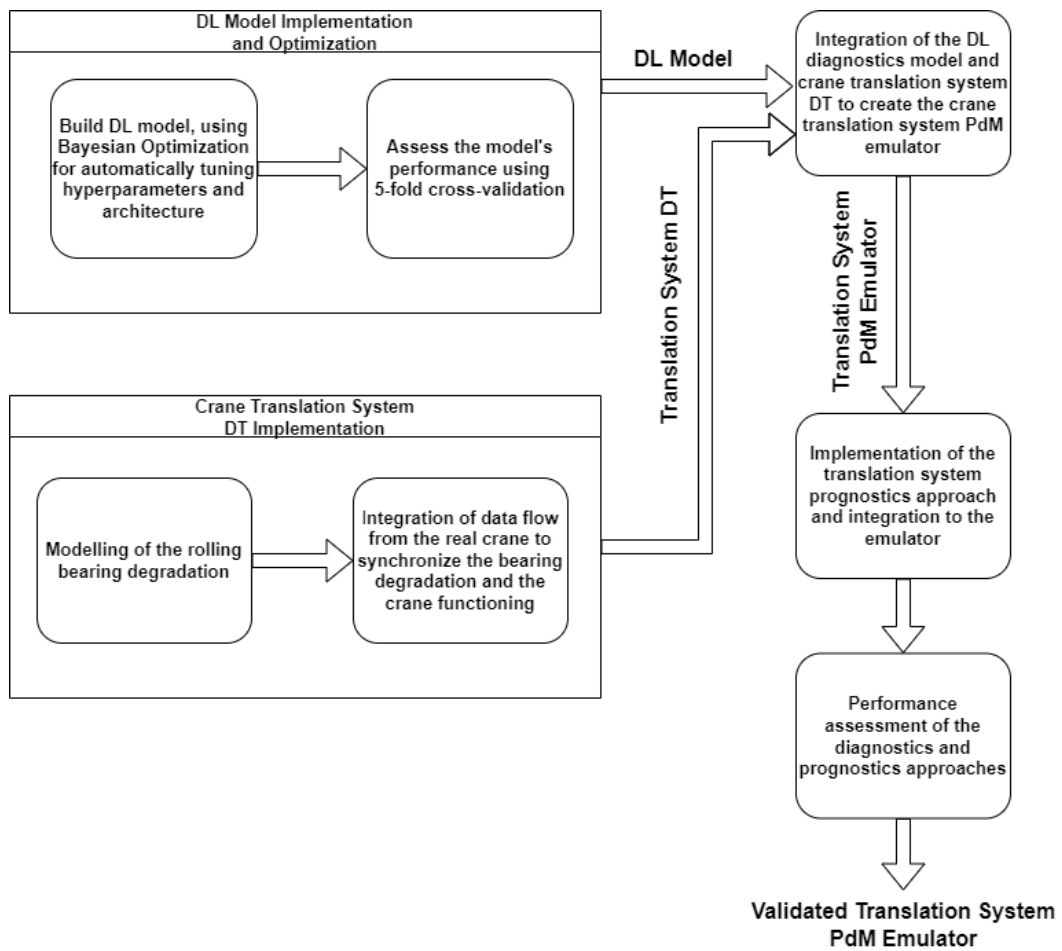 DL Model Implementation
and Optimization
Build DL model, using
Bayesian Optimization
for automatically tuning
hyperparameters and
architecture
Assess the model's
performance using
5-fold cross-validation
DL Model
Integration of the DL
diagnostics model and
crane translation system
DT to create the crane
translation system PdM
emulator
Translation System DT
Translation System
PdM Emulator
Crane Translation System
DT Implementation
Modelling of the rolling
bearing degradation
Integration of data flow
from the real crane to
synchronize the bearing
degradation and the
crane functioning
Implementation of the
translation system
prognostics approach
and integration to the
emulator
Performance
assessment of the
diagnostics and
prognostics approaches
Validated Translation System
PdM Emulator